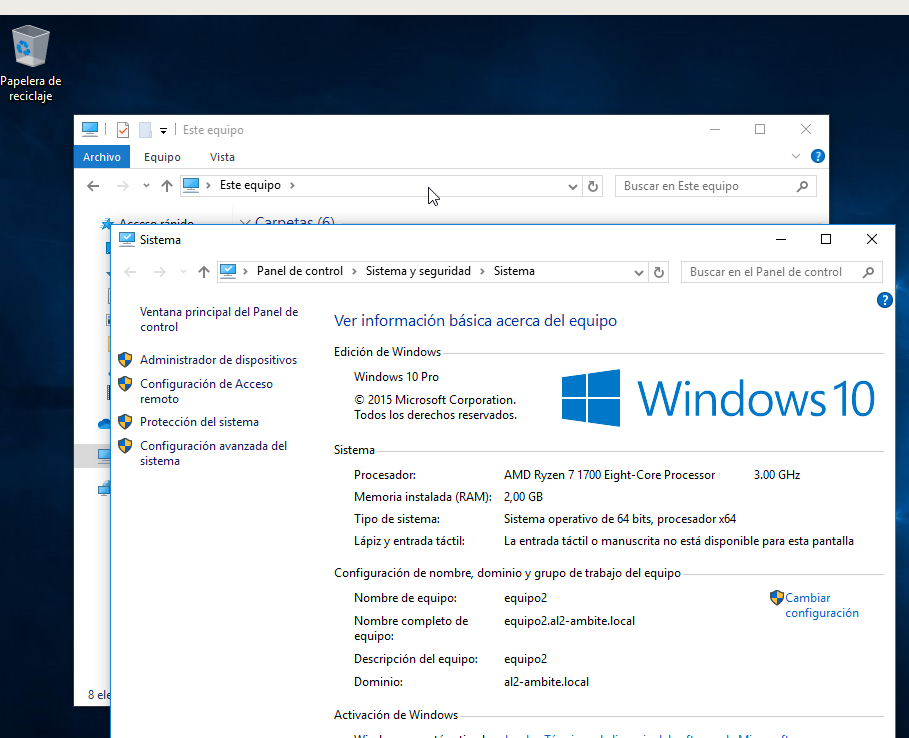 Papelera de
reciclaje
Este equipo
Archivo
Equipo
Vista
Este equipo
Buscar en Este equipo
Acceso rápido
Carpetas (6)
Sistema
Panel de control
Sistema y seguridad
Sistema
Buscar en el Panel de control
Ventana principal del Panel de
control
Administrador de dispositivos
Configuración de Acceso
remoto
Protección del sistema
Configuración avanzada del
sistema
Ver información básica acerca del equipo
Edición de Windows
Windows 10 Pro
© 2015 Microsoft Corporation.
Todos los derechos reservados.
Windows 10
Sistema
Procesador: AMD Ryzen 7 1700 Eight-Core Processor 3.00 GHz
Memoria instalada (RAM): 2,00 GB
Tipo de sistema: Sistema operativo de 64 bits, procesador x64
Lápiz y entrada táctil: La entrada táctil o manuscrita no está disponible para esta pantalla
Configuración de nombre, dominio y grupo de trabajo del equipo
Nombre de equipo: equipo2
Cambiar
configuración
Nombre completo de
equipo:
equipo2.al2-ambite.local
Descripción del equipo: equipo2
Dominio: al2-ambite.local
Activación de Windows
8 ele